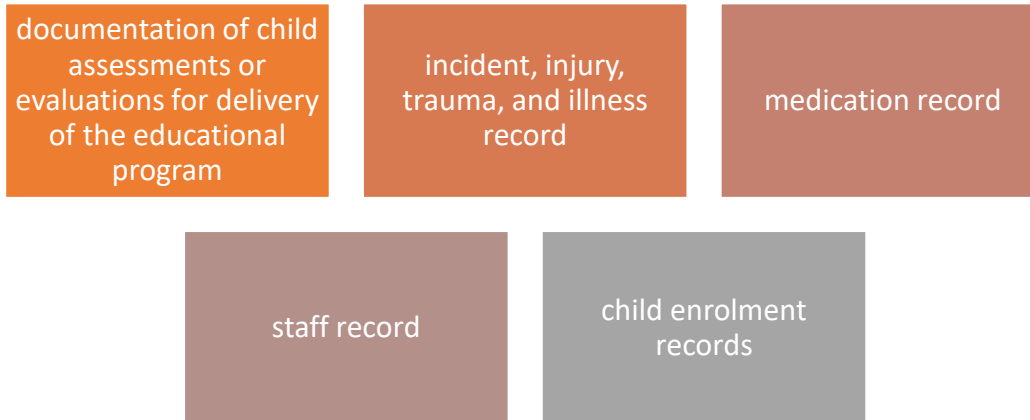 documentation of child
assessments or
evaluations for delivery
of the educational
program
incident, injury,
trauma, and illness
record
medication record
staff record
child enrolment
records